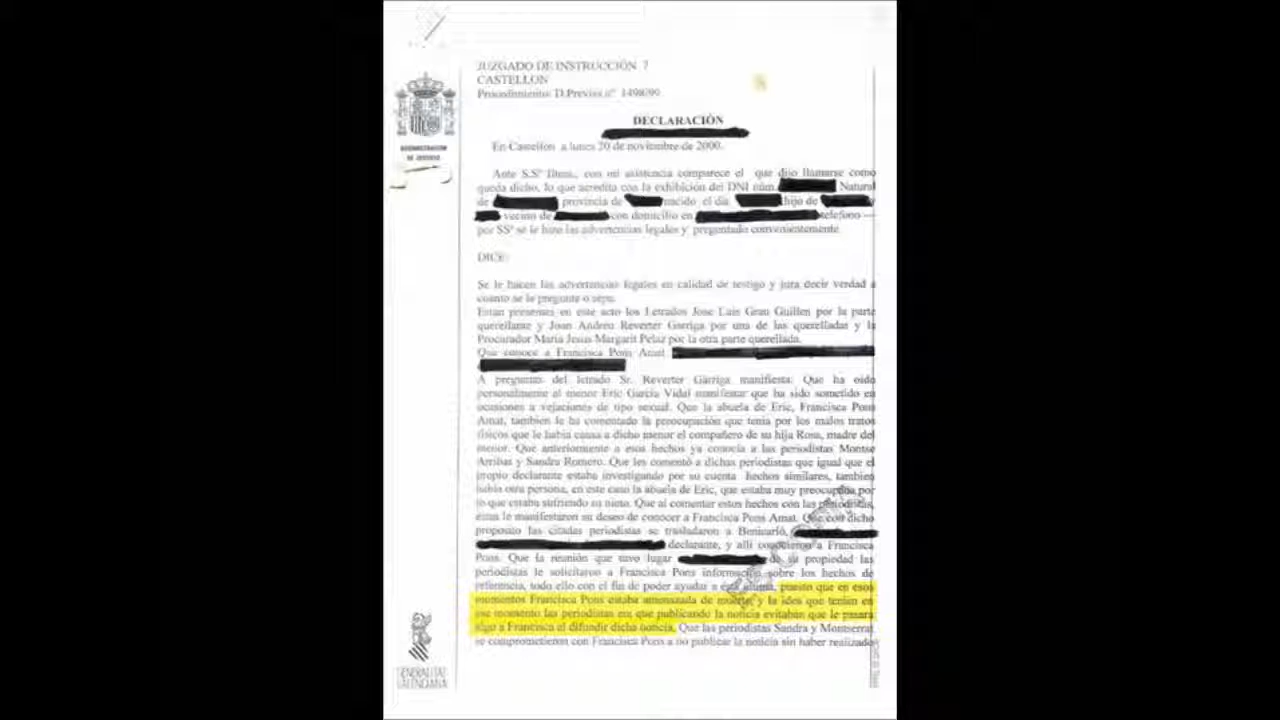 JUZGADO DE INSTRUCCIÓN 7
CASTELLON
Procedimiento: D.Previas nº 1498/99
DECLARACIÓN
En Castellon a lunes 20 de noviembre de 2000.
ADMINISTRACION
DE JUSTICIA
Ante S.Sª Iltma., con mi asistencia comparece el que dijo llamarse como
queda dicho, lo que acredita con la exhibición del DNI núm. Natural
de provincia de nacido el día hijo de y
vecino de con domicilio en telefono —
por SSª se le hace las advertencias legales y preguntado convenientemente
DICE:
Se le hacen las advertencias legales en calidad de testigo y jura decir verdad a
cuanto se le pregunte o sepa.
Estan presentes en este acto los Letrados Jose Luis Grau Guillen por la parte
querellante y Joan Andreu Reverter Garriga por una de las querelladas y la
Procurador Maria Jesus Margarit Pelaz por la otra parte querellada.
Que conoce a Francisca Pons Amat
A preguntas del letrado Sr. Reverter Garriga manifiesta: Que ha oido
personalmente al menor Eric García Vidal manifestar que ha sido sometido en
ocasiones a vejaciones de tipo sexual. Que la abuela de Eric, Francisca Pons
Amat, tambien le ha comentado la preocupación que tenia por los malos tratos
físicos que le había causa a dicho menor el compañero de su hija Rosa, madre del
menor. Que anteriormente a esos hechos ya conocía a las periodistas Montse
Arribas y Sandra Romero. Que les comentó a dichas periodistas que igual que el
propio declarante estaba investigando por su cuenta hechos similares, tambien
había otra persona, en este caso la abuela de Eric, que estaba muy preocupada por
lo que estaba sufriendo su nieto. Que al comentar estos hechos con las periodistas,
éstas le manifestaron su deseo de conocer a Francisca Pons Amat. Que con dicho
proposito las citadas periodistas se trasladaron a Benicarló,
declarante, y allí conocieron a Francisca
Pons. Que la reunión que tuvo lugar de su propiedad las
periodistas le solicitaron a Francisca Pons información sobre los hechos de
referencia, todo ello con el fin de poder ayudar a ésta última, puesto que en esos
momentos Francisca Pons estaba amenazada de muerte, y la idea que tenían en
ese momento las periodistas era que publicando la noticia evitaban que le pasara
algo a Francisca al difundir dicha noticia. Que las periodistas Sandra y Montserrat
se comprometieron con Francisca Pons a no publicar la noticia sin haber realizado
GENERALITAT
VALENCIANA